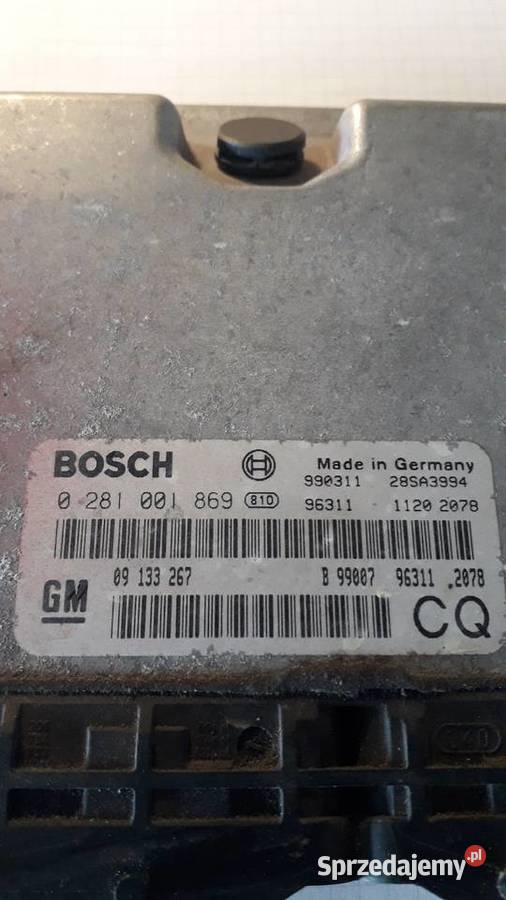 BOSCH
Made in Germany
990311 28SA3994
0 281 001 869 810 96311 1120 2078
GM
09 133 267 B 99007 96311 .2078
CQ
Sprzedajemy.pl